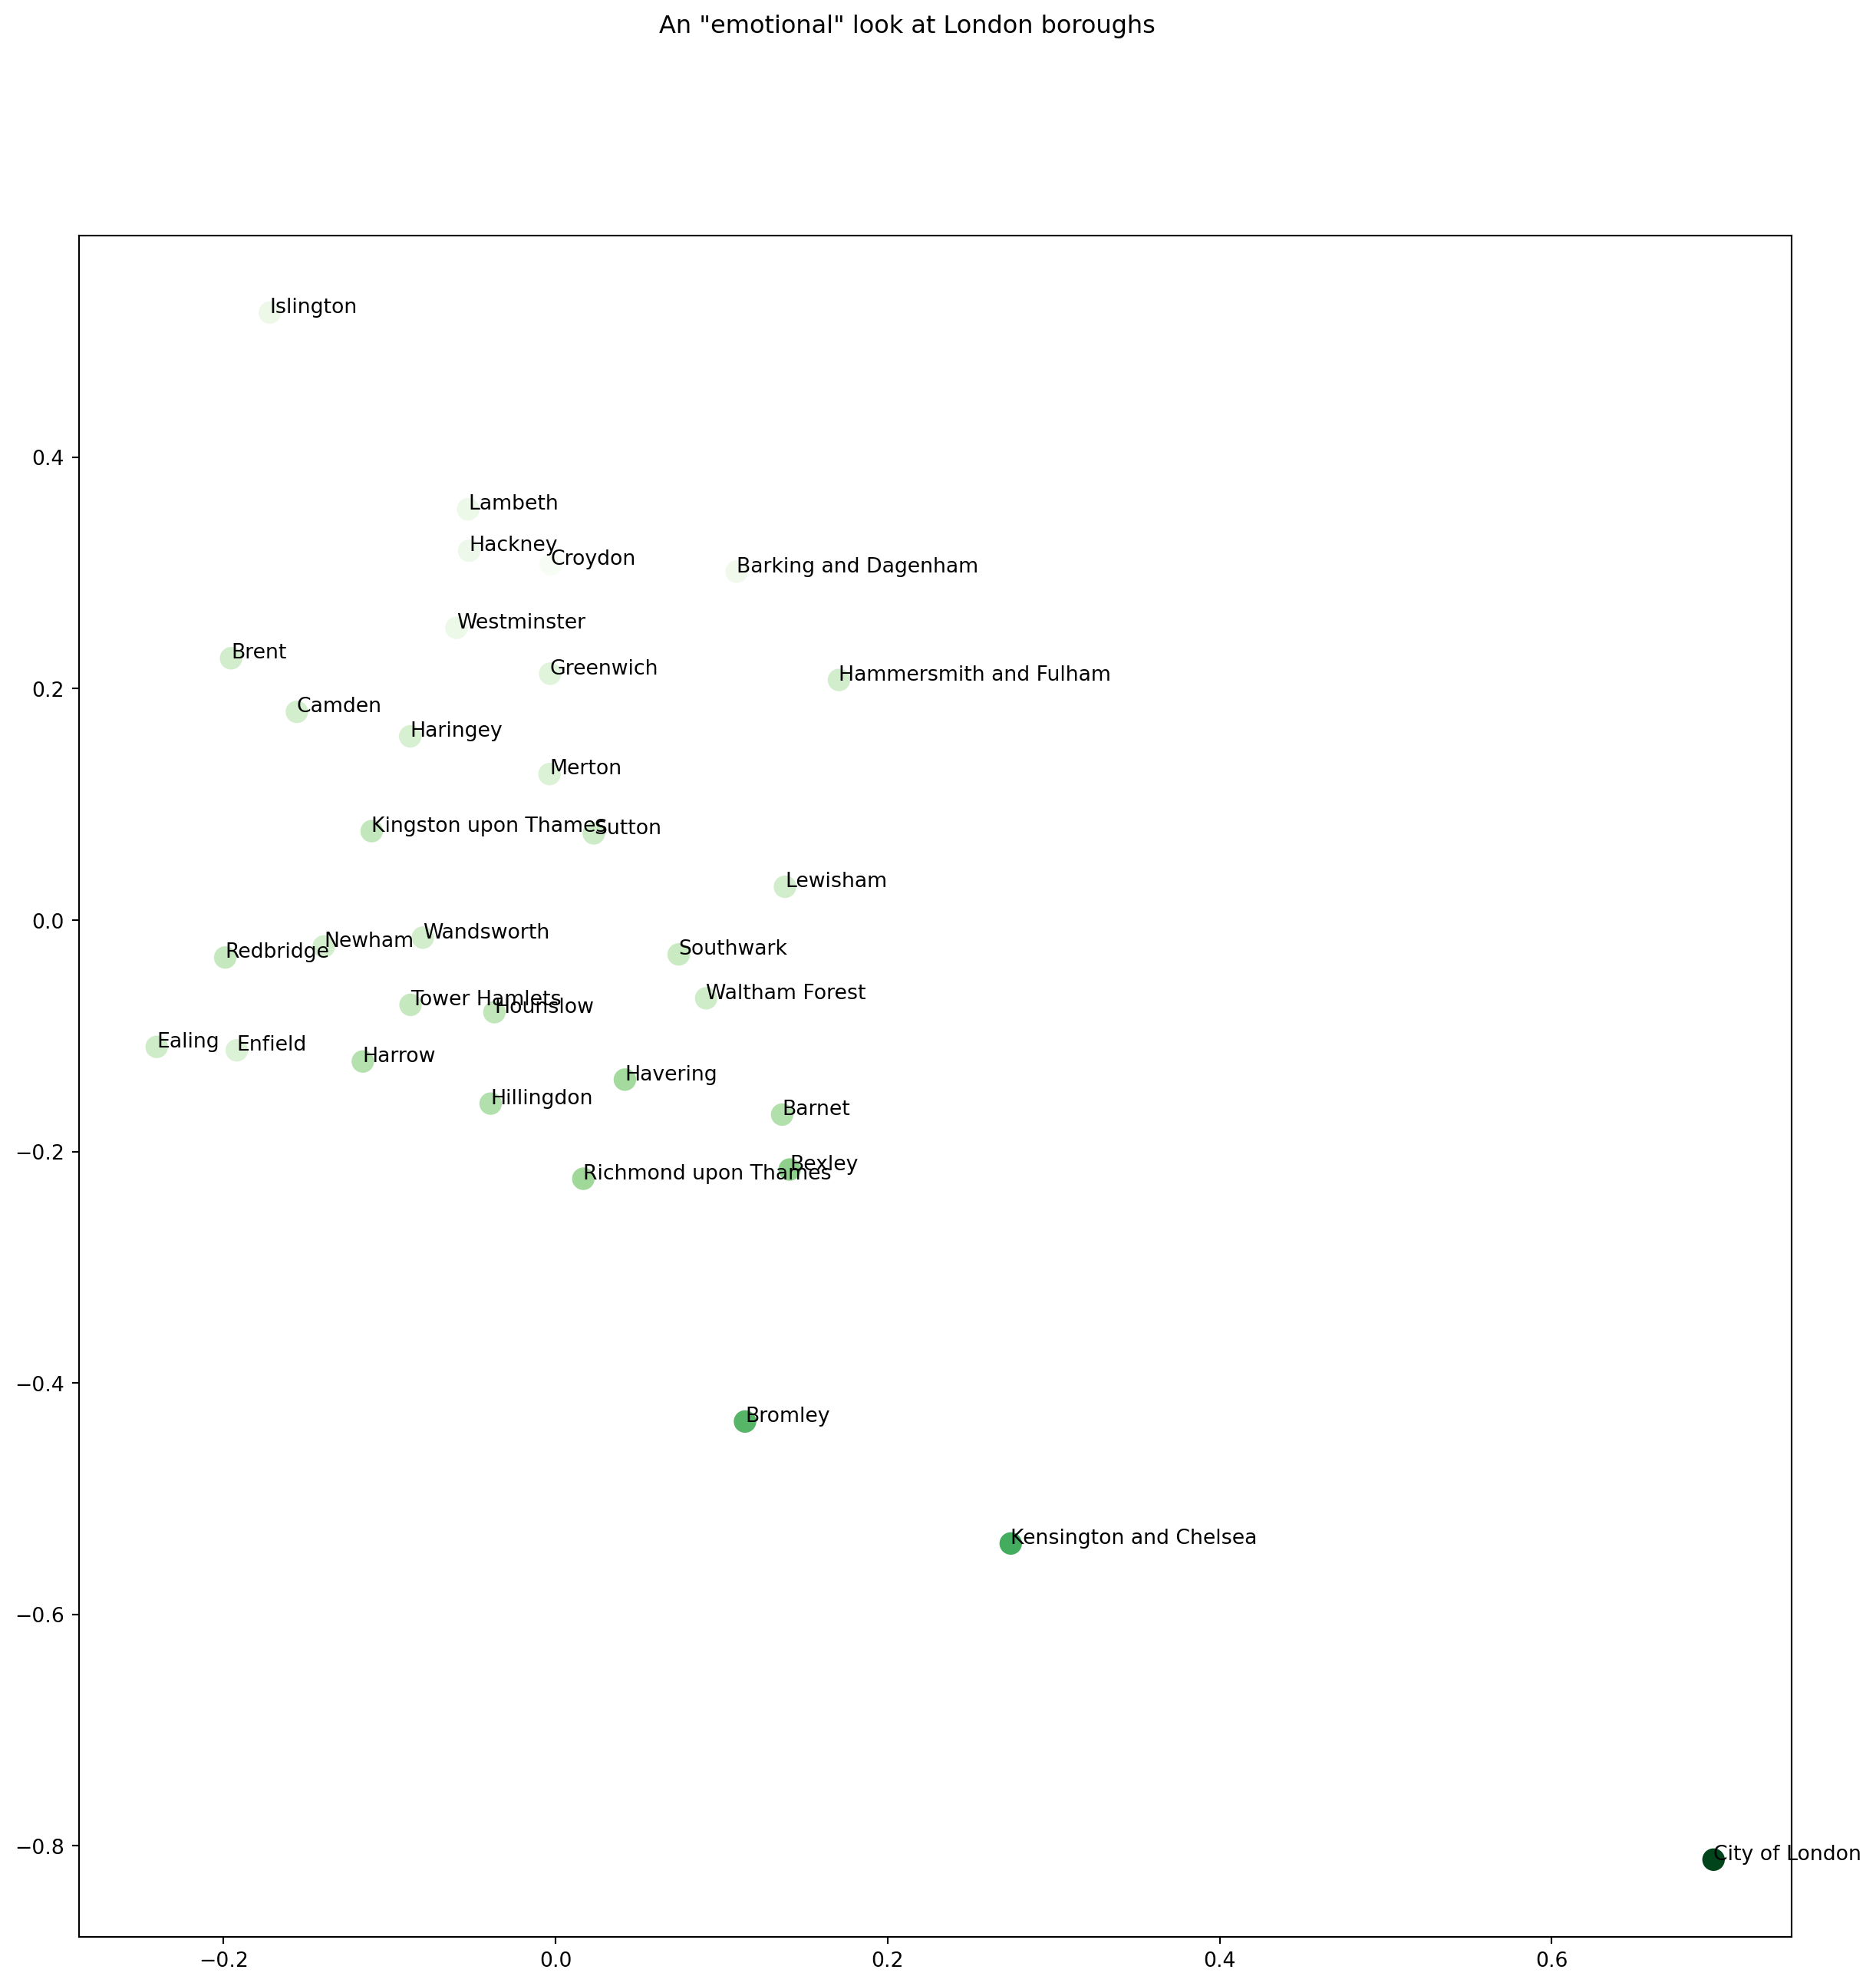 An "emotional" look at London boroughs
Islington
0.4
Lambeth
Hackney
Croydon
Barking and Dagenham
Westminster
Brent
Greenwich
Hammersmith and Fulham
0.2
Camden
Haringey
Merton
Kingston upon Thames
Sutton
Lewisham
0.0
Wandsworth
Newham
Redbridge
Southwark
Waltham Forest
Tower Hamlets
Hounslow
Ealing
Enfield
Harrow
Havering
Hillingdon
Barnet
−0.2
Bexley
Richmond upon Thames
−0.4
Bromley
Kensington and Chelsea
−0.6
−0.8
City of London
−0.2 0.0 0.2 0.4 0.6